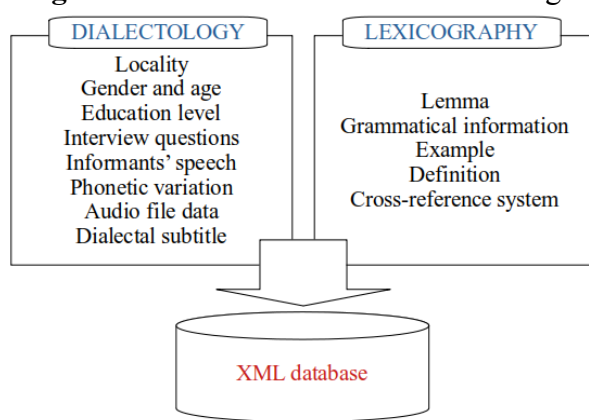 DIALECTOLOGY
Locality
Gender and age
Education level
Interview questions
Informants’ speech
Phonetic variation
Audio file data
Dialectal subtitle
LEXICOGRAPHY
Lemma
Grammatical information
Example
Definition
Cross-reference system
XML database